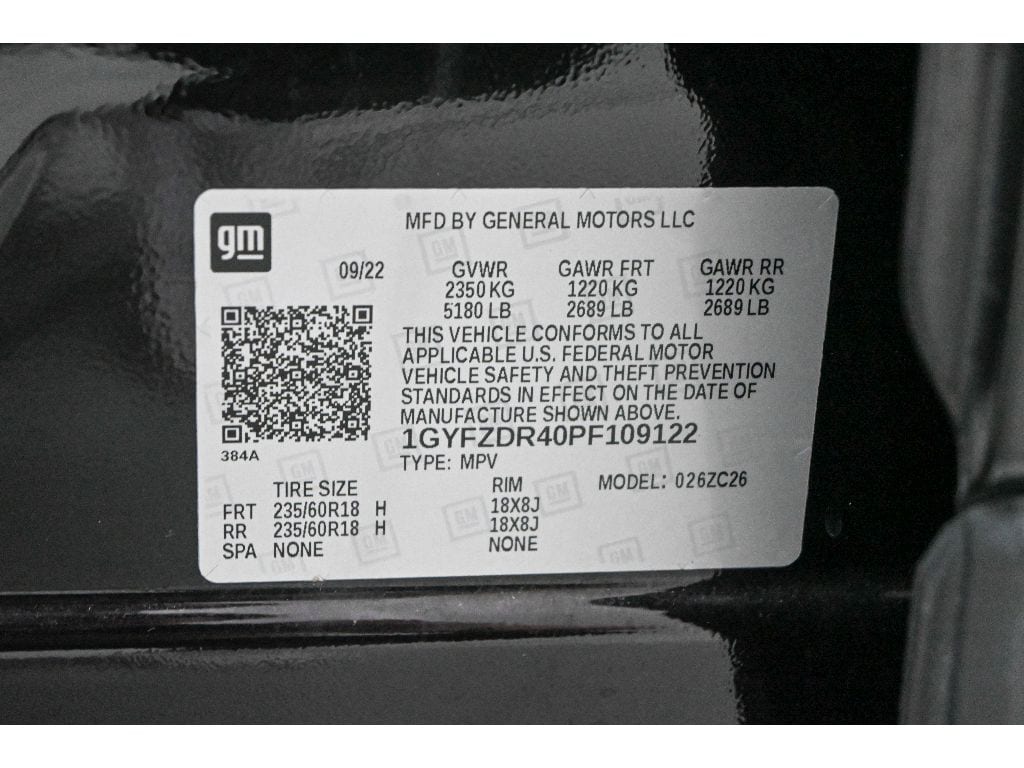 gm
MFD BY GENERAL MOTORS LLC
09/22 GVWR GAWR FRT GAWR RR
2350 KG 1220 KG 1220 KG
5180 LB 2689 LB 2689 LB
THIS VEHICLE CONFORMS TO ALL
APPLICABLE U.S. FEDERAL MOTOR
VEHICLE SAFETY AND THEFT PREVENTION
STANDARDS IN EFFECT ON THE DATE OF
MANUFACTURE SHOWN ABOVE.
1GYFZDR40PF109122
384A
TYPE: MPV
TIRE SIZE RIM MODEL: 026ZC26
FRT 235/60R18 H 18X8J
RR 235/60R18 H 18X8J
SPA NONE NONE